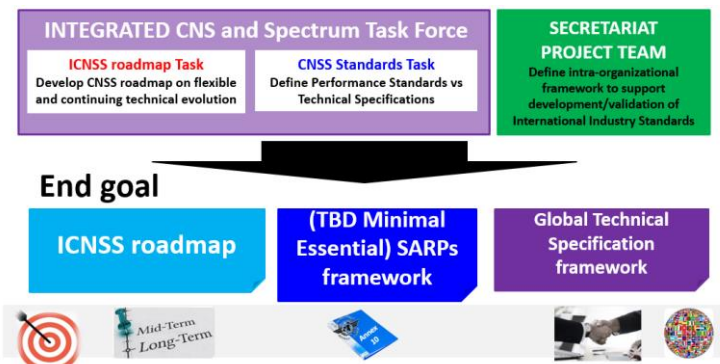 INTEGRATED CNS and Spectrum Task Force
ICNSS roadmap Task
Develop CNSS roadmap on flexible
and continuing technical evolution
CNSS Standards Task
Define Performance Standards vs
Technical Specifications
SECRETARIAT
PROJECT TEAM
Define intra-organizational
framework to support
development/validation of
International Industry Standards
End goal
ICNSS roadmap
(TBD Minimal
Essential) SARPs
framework
Global Technical
Specification
framework
Mid-Term
Long-Term
Annex
10